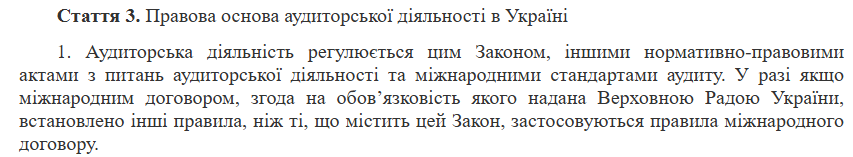 Стаття 3. Правова основа аудиторської діяльності в Україні
1. Аудиторська діяльність регулюється цим Законом, іншими нормативно-правовими
актами з питань аудиторської діяльності та міжнародними стандартами аудиту. У разі якщо
міжнародним договором, згода на обов’язковість якого надана Верховною Радою України,
встановлено інші правила, ніж ті, що містить цей Закон, застосовуються правила міжнародного
договору.